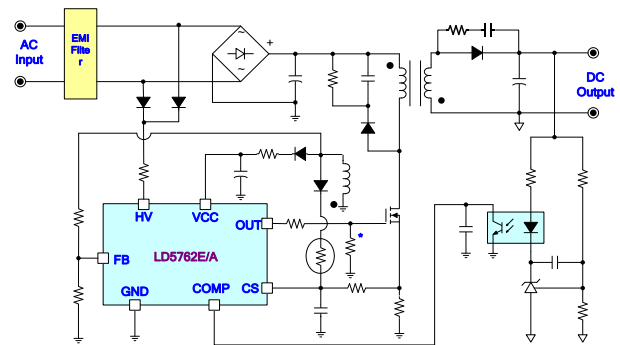 AC
Input
EMI
Filte
r
~
~
+
DC
Output
HV
VCC
OUT
*
LD5762E/A
FB
GND
COMP
CS